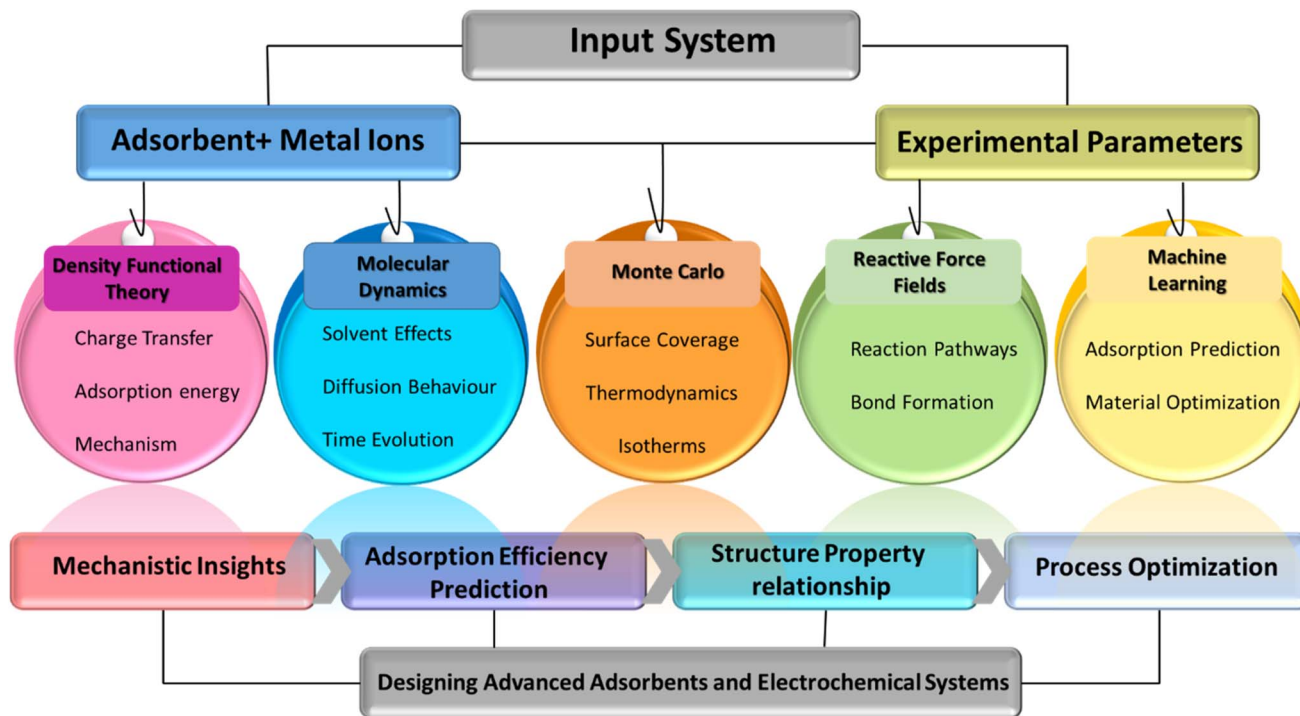 Input System
Adsorbent+ Metal Ions
Experimental Parameters
Density Functional
Theory
Charge Transfer
Adsorption energy
Mechanism
Molecular
Dynamics
Solvent Effects
Diffusion Behaviour
Time Evolution
Monte Carlo
Surface Coverage
Thermodynamics
Isotherms
Reactive Force
Fields
Reaction Pathways
Bond Formation
Machine
Learning
Adsorption Prediction
Material Optimization
Mechanistic Insights
Adsorption Efficiency
Prediction
Structure Property
relationship
Process Optimization
Designing Advanced Adsorbents and Electrochemical Systems